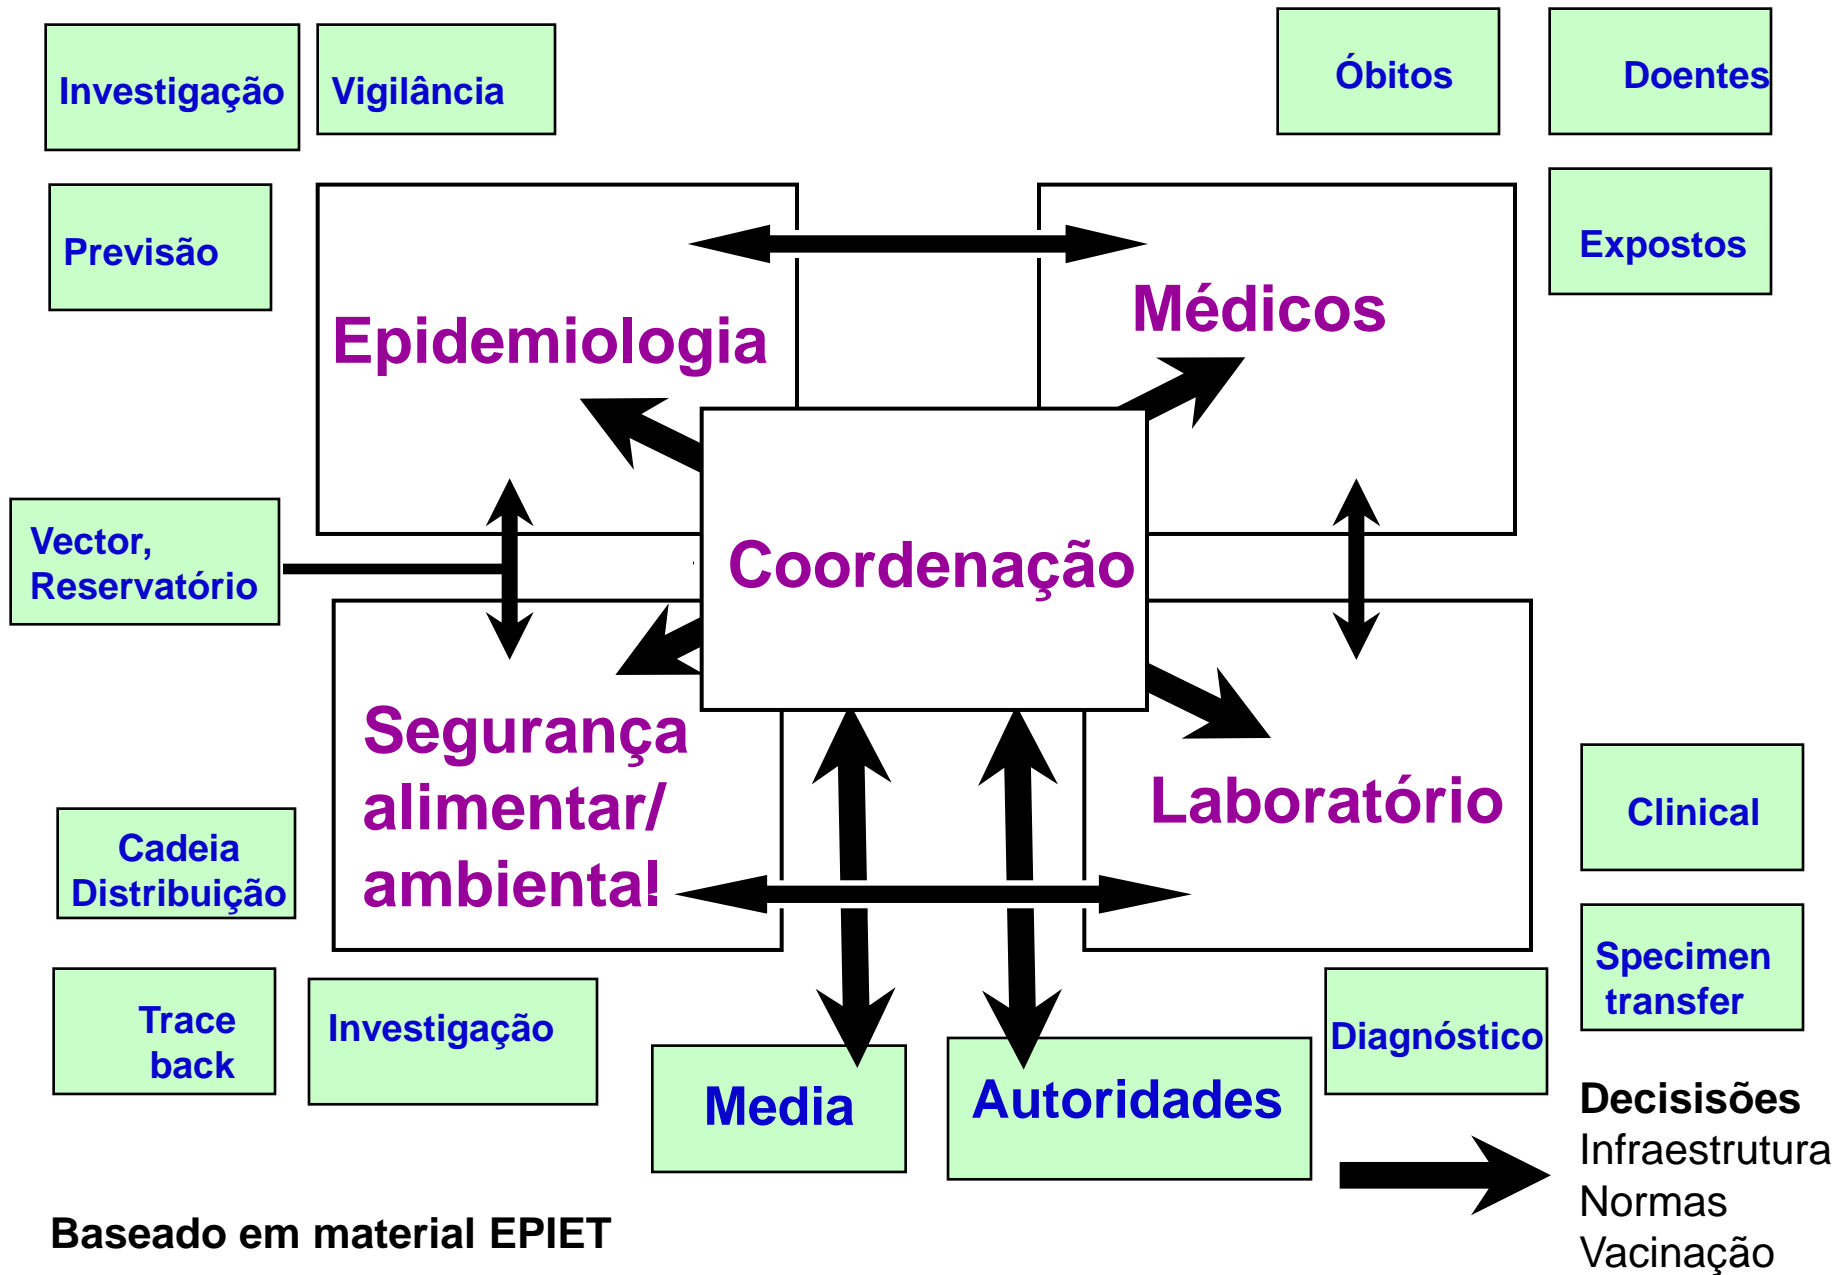 Investigação
Vigilância
Óbitos
Doentes
Previsão
Expostos
Epidemiologia
Médicos
Coordenação
Vector,
Reservatório
Segurança
alimentar/
ambiental
Laboratório
Clinical
Cadeia
Distribuição
Specimen
transfer
Trace
back
Investigação
Diagnóstico
Media
Autoridades
Decisisões
Infraestrutura
Normas
Vacinação
Baseado em material EPIET